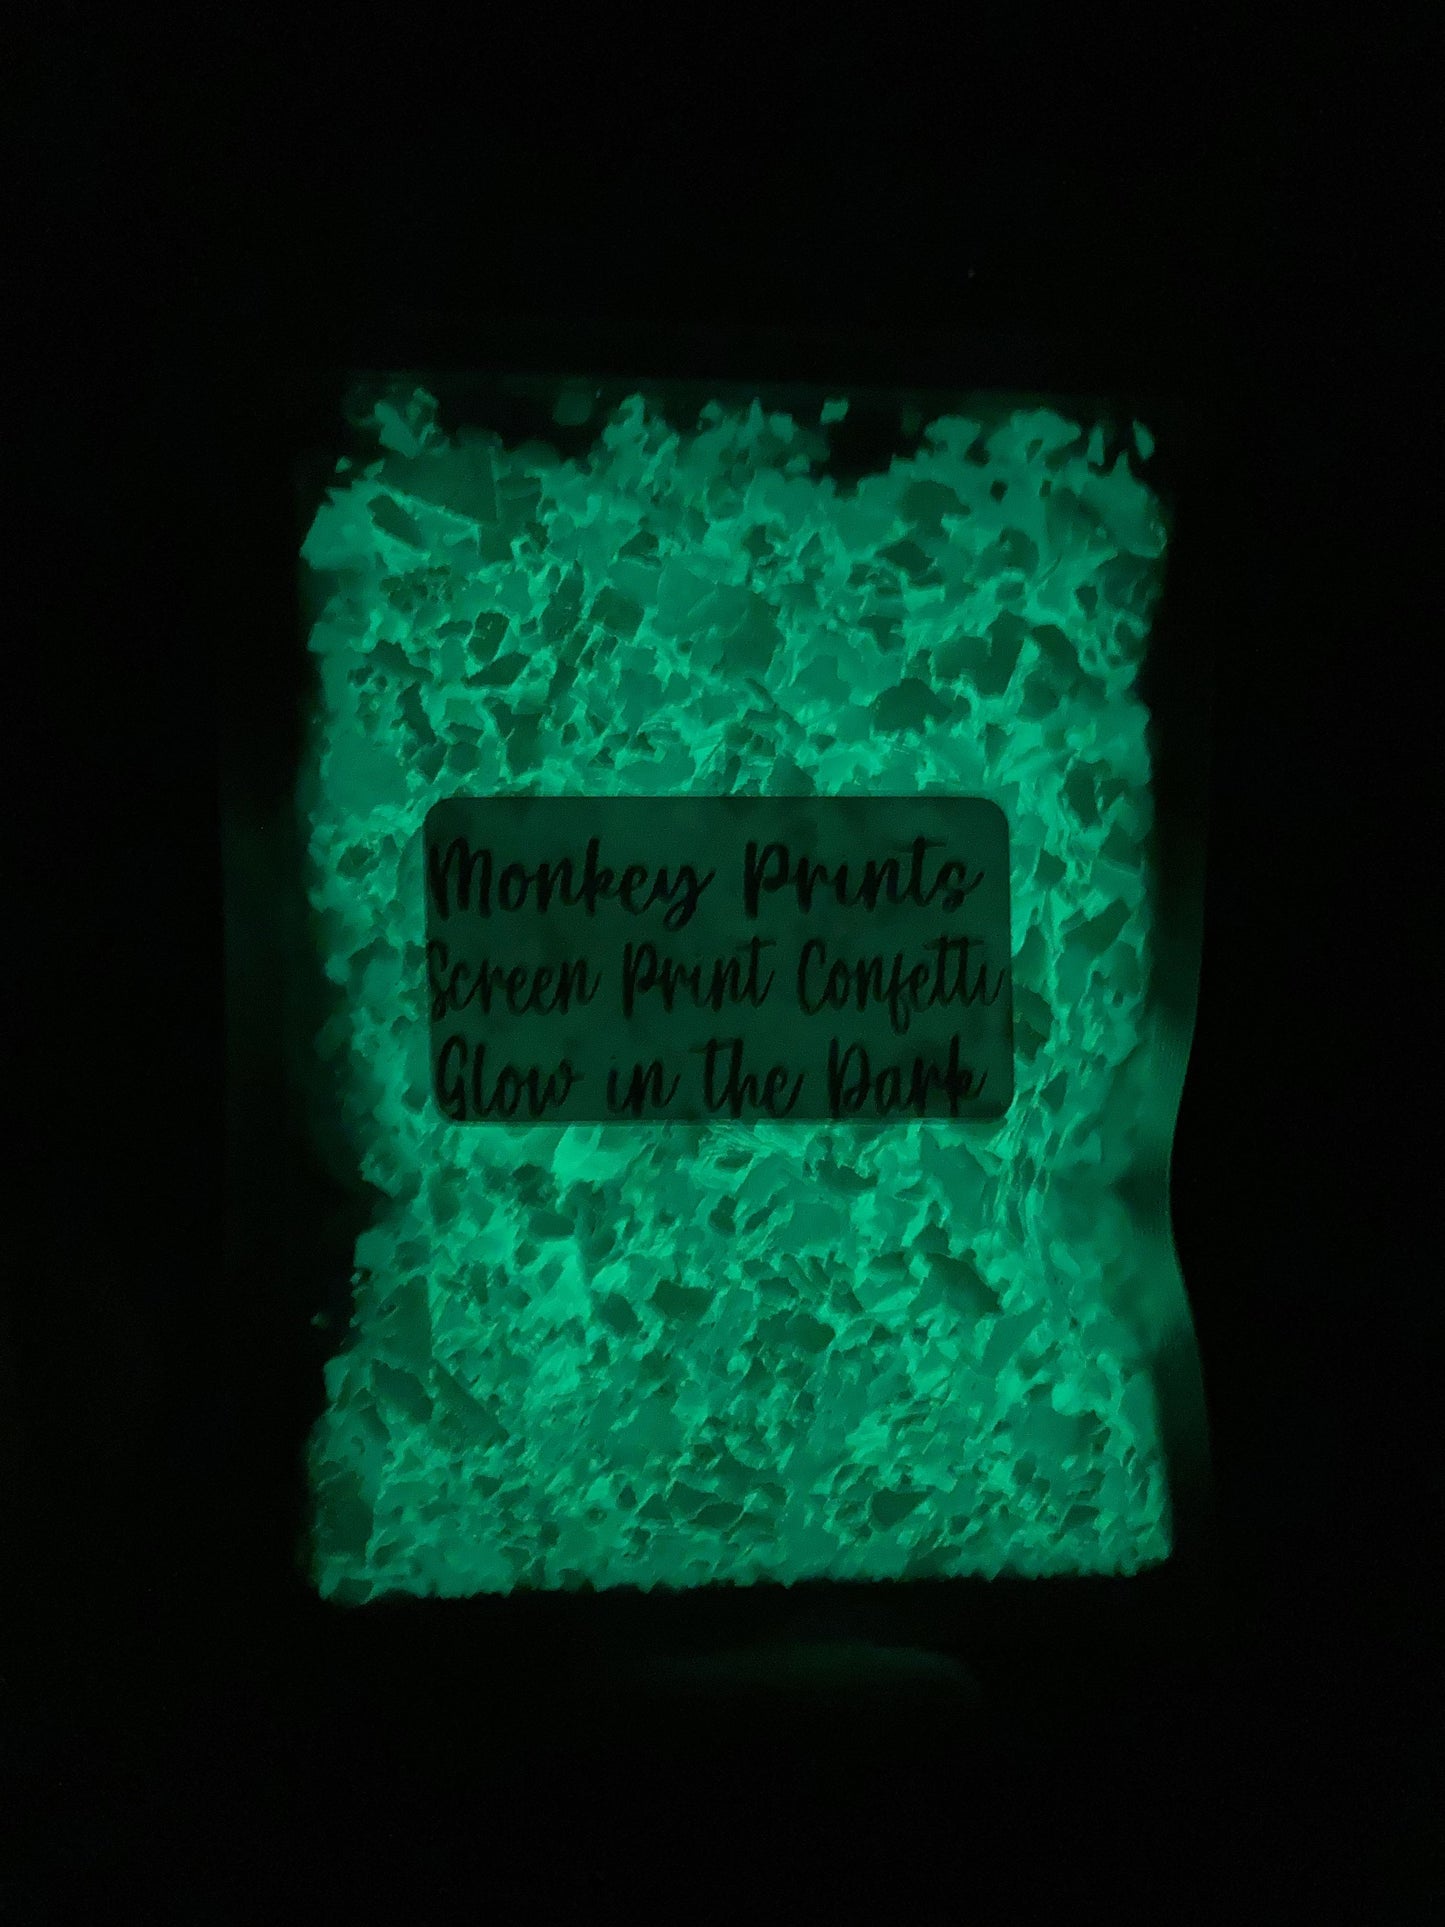 Monkey Prints
Screen Print Confetti
Glow in the Dark